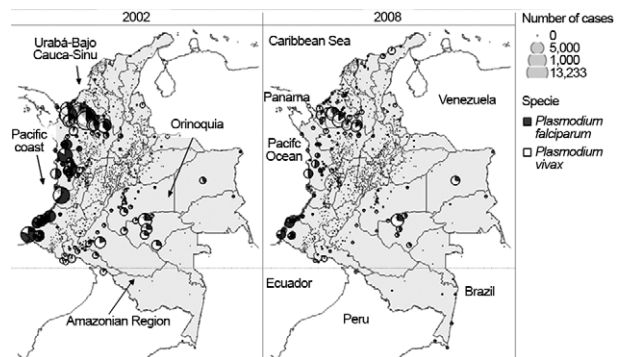 2002
2008
Urabá-Bajo
Cauca-Sinu
Pacific
coast
Orinoquia
Amazonian Region
Caribbean Sea
Panama
Venezuela
Pacifc
Ocean
Ecuador
Peru
Brazil
Number of cases
0
5,000
1,000
13,233
Specie
Plasmodium
falciparum
Plasmodium
vivax